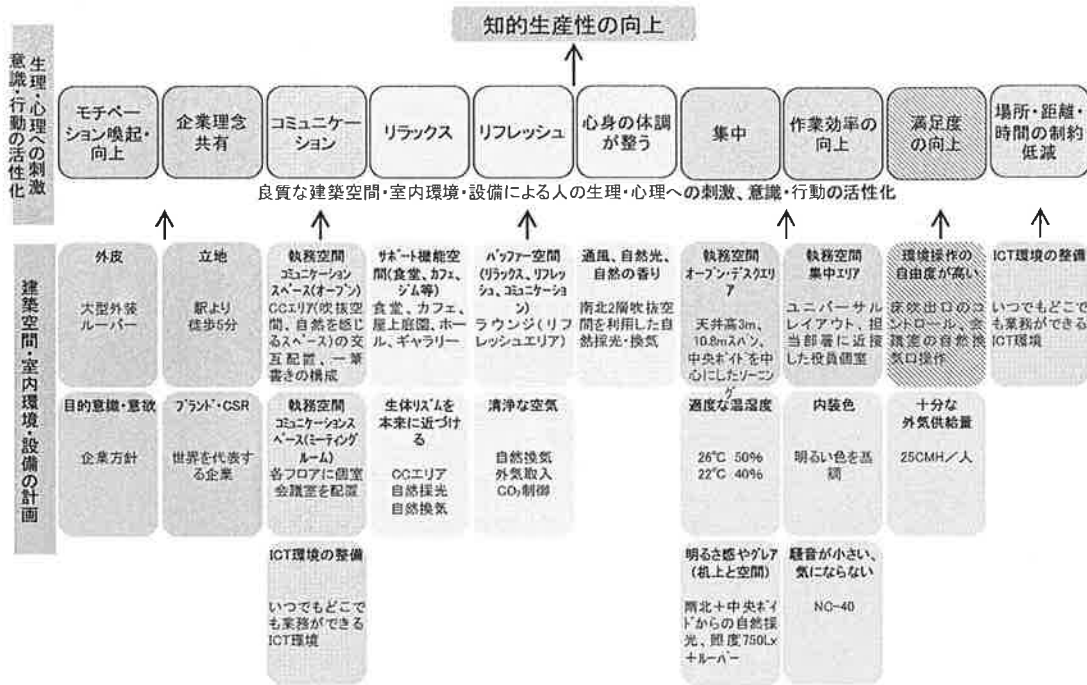 知的生産性の向上
生理・心理への刺激
意識・行動の活性化
モチベー
ション喚起・
向上
企業理念
共有
コミュニケー
ション
リラックス
リフレッシュ
心身の体調
が整う
集中
作業効率の
向上
満足度
の向上
場所・距離・
時間の制約
低減
良質な建築空間・室内環境・設備による人の生理・心理への刺激、意識・行動の活性化
建築空間・室内環境・設備の計画
外皮
大型外装
ルーバー
立地
駅より
徒歩5分
執務空間
コミュニケーション
スペース(オープン)
CCエリア(吹抜空
間、自然を感じ
るスペース)の交
互配置、一筆
書きの構成
サポート機能空
間(食堂、カフェ、
ジム等)
食堂、カフェ、
屋上庭園、ホー
ル、ギャラリー
バッファー空間
(リラックス、リフレッ
シュ、コミュニケーション)
ラウンジ(リフ
レッシュエリア)
通風、自然光、
自然の香り
南北2層吹抜空
間を利用した自
然採光・換気
執務空間
オープン・デスクエリ
ア
天井高3m、
10.8mスパン、
中央ボイドを中
心にしたゾーニン
グ
執務空間
集中エリア
ユニバーサル
レイアウト、担
当部署に近接
した役員個室
環境操作の
自由度が高い
床吹出口のコ
ントロール、会
議室の自然換
気口操作
ICT環境の整備
いつでもどこで
も業務ができる
ICT環境
目的意識・意欲
企業方針
ブランド・CSR
世界を代表す
る企業
執務空間
コミュニケーションス
ペース(ミーティング
ルーム)
各フロアに個室
会議室を配置
生体リズムを
本来に近づけ
る
CCエリア
自然採光
自然換気
清浄な空気
自然換気
外気取入
CO₂制御
適度な温湿度
26℃ 50%
22℃ 40%
内装色
明るい色を基
調
十分な
外気供給量
25CMH/人
ICT環境の整備
いつでもどこで
も業務ができる
ICT環境
明るさ感やグレア
(机上と空間)
南北+中央ボイ
ドからの自然採
光、照度750Lx
+ルーバー
騒音が小さい、
気にならない
NC-40